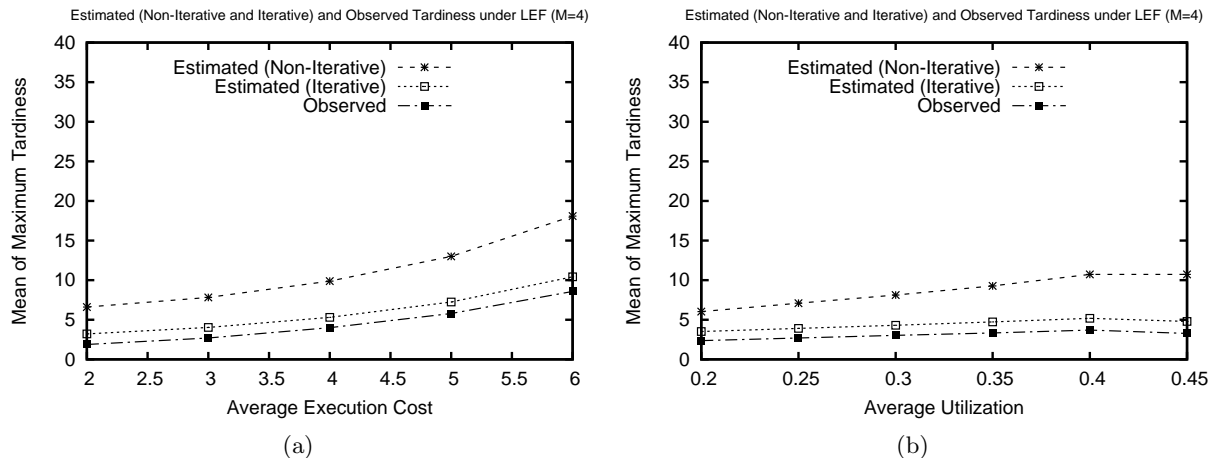 Estimated (Non-Iterative and Iterative) and Observed Tardiness under LEF (M=4)
Mean of Maximum Tardiness
40
35
30
25
20
15
10
5
0
Estimated (Non-Iterative)
Estimated (Iterative)
Observed
2 2.5 3 3.5 4 4.5 5 5.5 6
Average Execution Cost
(a)
Estimated (Non-Iterative and Iterative) and Observed Tardiness under LEF (M=4)
Mean of Maximum Tardiness
40
35
30
25
20
15
10
5
0
Estimated (Non-Iterative)
Estimated (Iterative)
Observed
0.2 0.25 0.3 0.35 0.4 0.45
Average Utilization
(b)